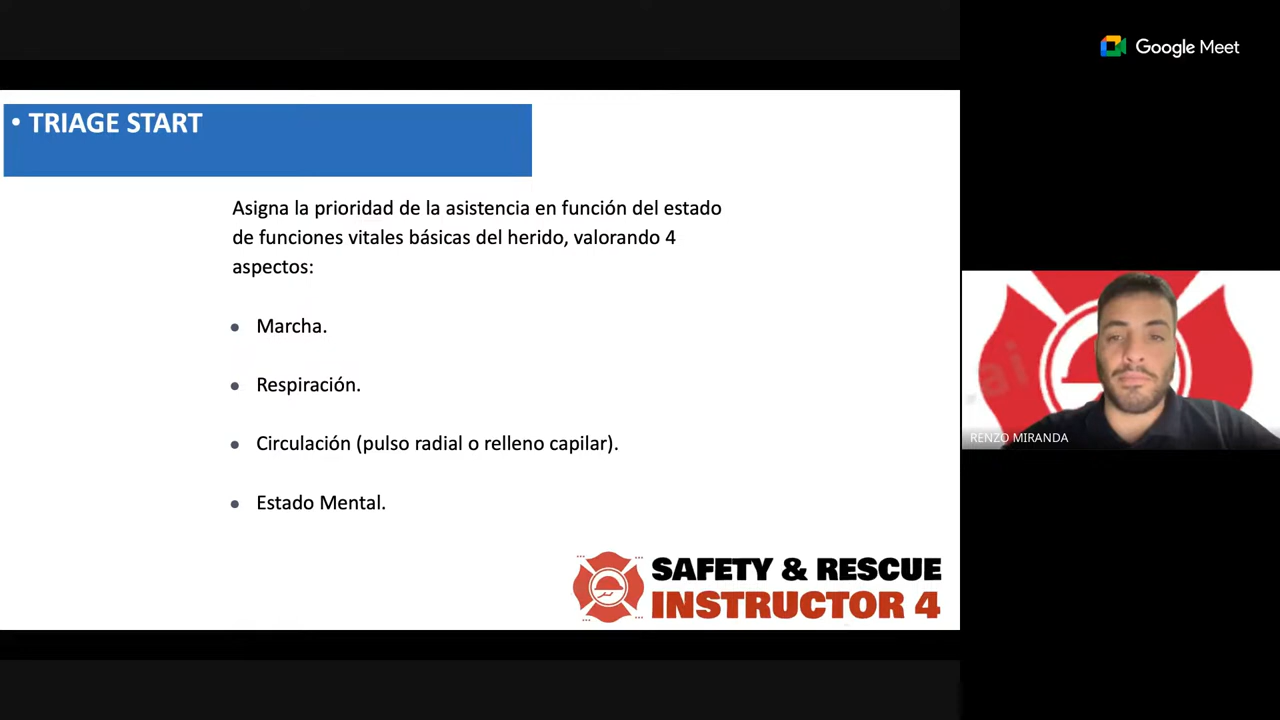 Google Meet
• TRIAGE START
Asigna la prioridad de la asistencia en función del estado
de funciones vitales básicas del herido, valorando 4
aspectos:
• Marcha.
• Respiración.
• Circulación (pulso radial o relleno capilar).
• Estado Mental.
RENZO MIRANDA
SAFETY & RESCUE
INSTRUCTOR 4